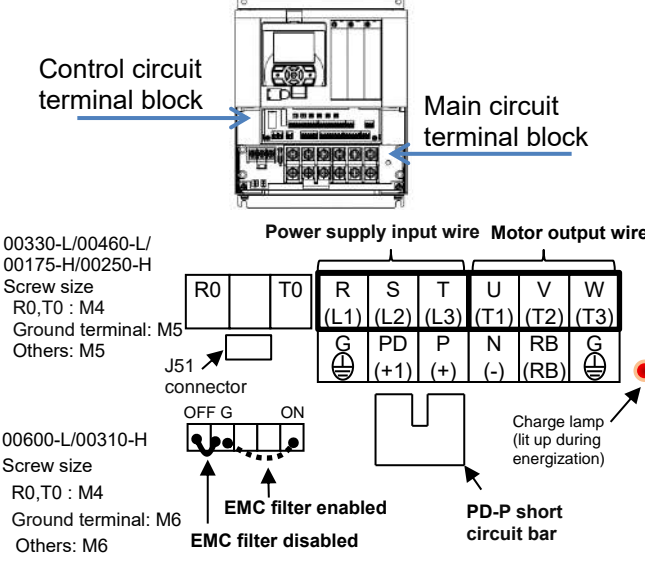 Control circuit
terminal block
Main circuit
terminal block
Power supply input wire Motor output wire
00330-L/00460-L/
00175-H/00250-H
Screw size
R0,T0 : M4
Ground terminal: M5
Others: M5
R0 T0
R S T U V W
(L1) (L2) (L3) (T1) (T2) (T3)
G PD P N RB G
(+1) (+) (-) (RB)
J51
connector
Charge lamp
(lit up during
energization)
OFF G ON
00600-L/00310-H
Screw size
R0,T0 : M4
Ground terminal: M6
Others: M6
EMC filter enabled
EMC filter disabled
PD-P short
circuit bar